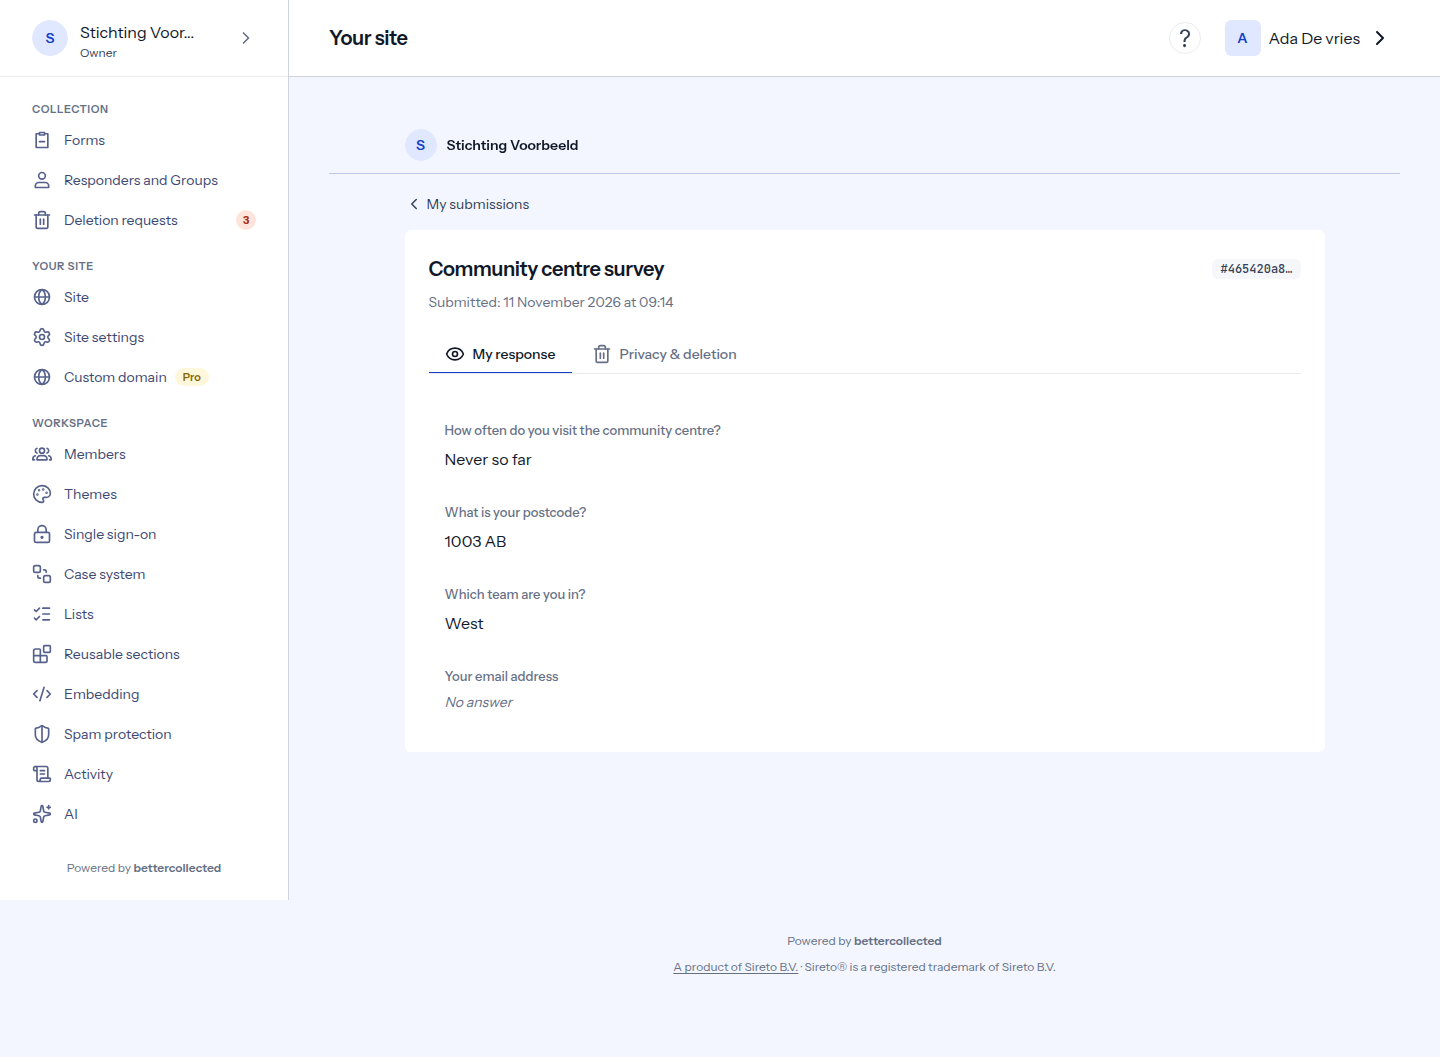 S
Stichting Voor...
Owner
Your site
?
A
Ada De vries
COLLECTION
Forms
Responders and Groups
Deletion requests
3
YOUR SITE
Site
Site settings
Custom domain
Pro
WORKSPACE
Members
Themes
Single sign-on
Case system
Lists
Reusable sections
Embedding
Spam protection
Activity
AI
Powered by bettercollected
S
Stichting Voorbeeld
My submissions
Community centre survey
#465420a8…
Submitted: 11 November 2026 at 09:14
My response
Privacy & deletion
How often do you visit the community centre?
Never so far
What is your postcode?
1003 AB
Which team are you in?
West
Your email address
No answer
Powered by bettercollected
A product of Sireto B.V. · Sireto® is a registered trademark of Sireto B.V.